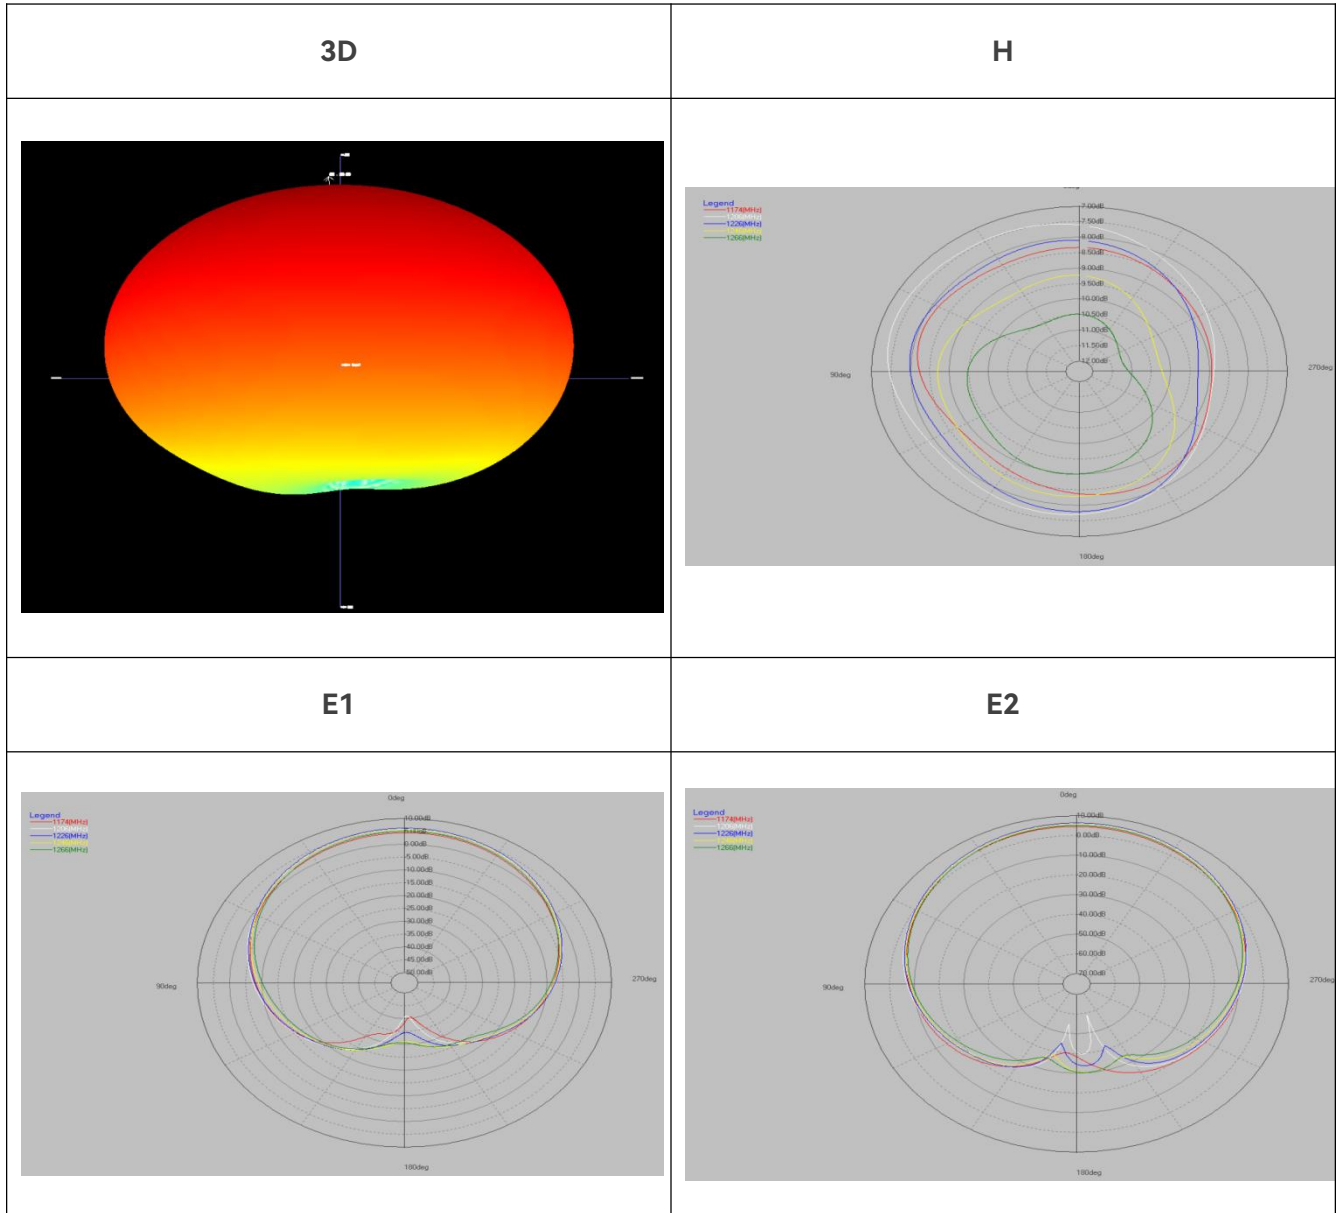 3D
H
Legend
1174(MHz)
1226(MHz)
1266(MHz)
-7.00dB
-7.50dB
-8.00dB
-8.50dB
-9.00dB
-9.50dB
-10.00dB
-10.50dB
-11.00dB
-11.50dB
-12.00dB
90deg
270deg
180deg
E1
E2
0deg
Legend
1174(MHz)
1226(MHz)
1266(MHz)
10.00dB
0.00dB
-5.00dB
-10.00dB
-15.00dB
-20.00dB
-25.00dB
-30.00dB
-35.00dB
-40.00dB
-45.00dB
-50.00dB
90deg
270deg
180deg
0deg
Legend
1174(MHz)
1226(MHz)
1266(MHz)
10.00dB
0.00dB
-10.00dB
-20.00dB
-30.00dB
-40.00dB
-50.00dB
-60.00dB
-70.00dB
90deg
270deg
180deg